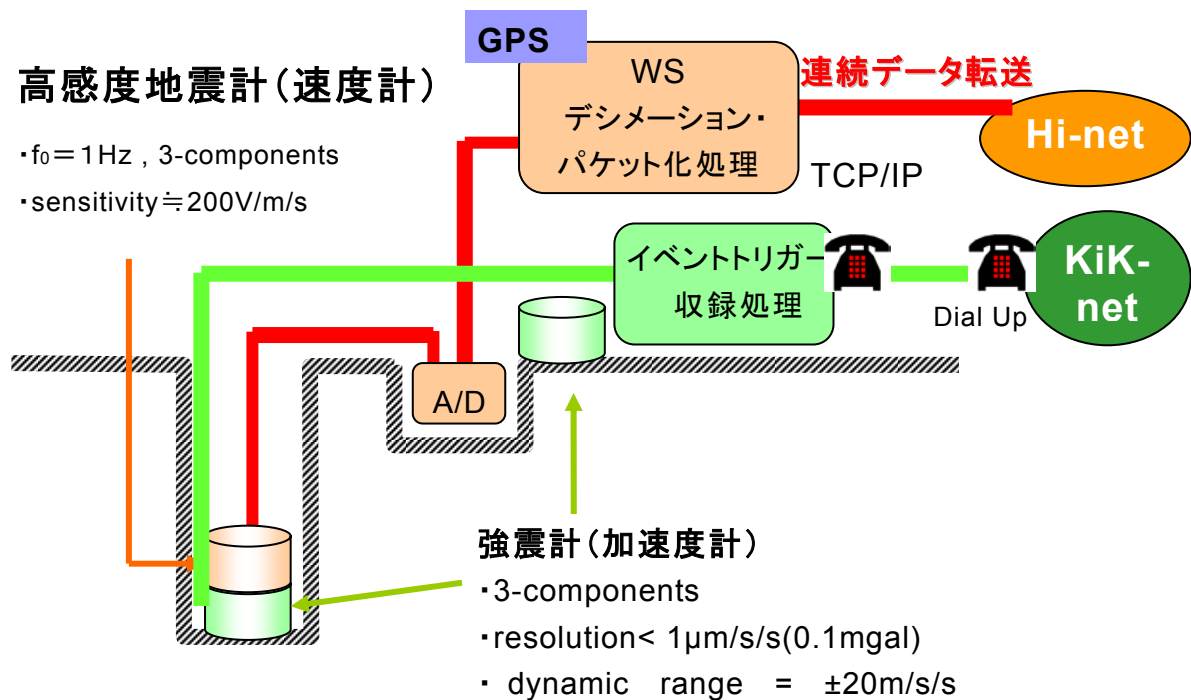 GPS
WS
デシメーション・
パケット化処理
連続データ転送
Hi-net
TCP/IP
高感度地震計（速度計）
・f₀＝1Hz , 3-components
・sensitivity≒200V/m/s
イベントトリガー
収録処理
Dial Up
KiK-
net
A/D
強震計（加速度計）
・3-components
・resolution< 1μm/s/s(0.1mgal)
・ dynamic range = ±20m/s/s